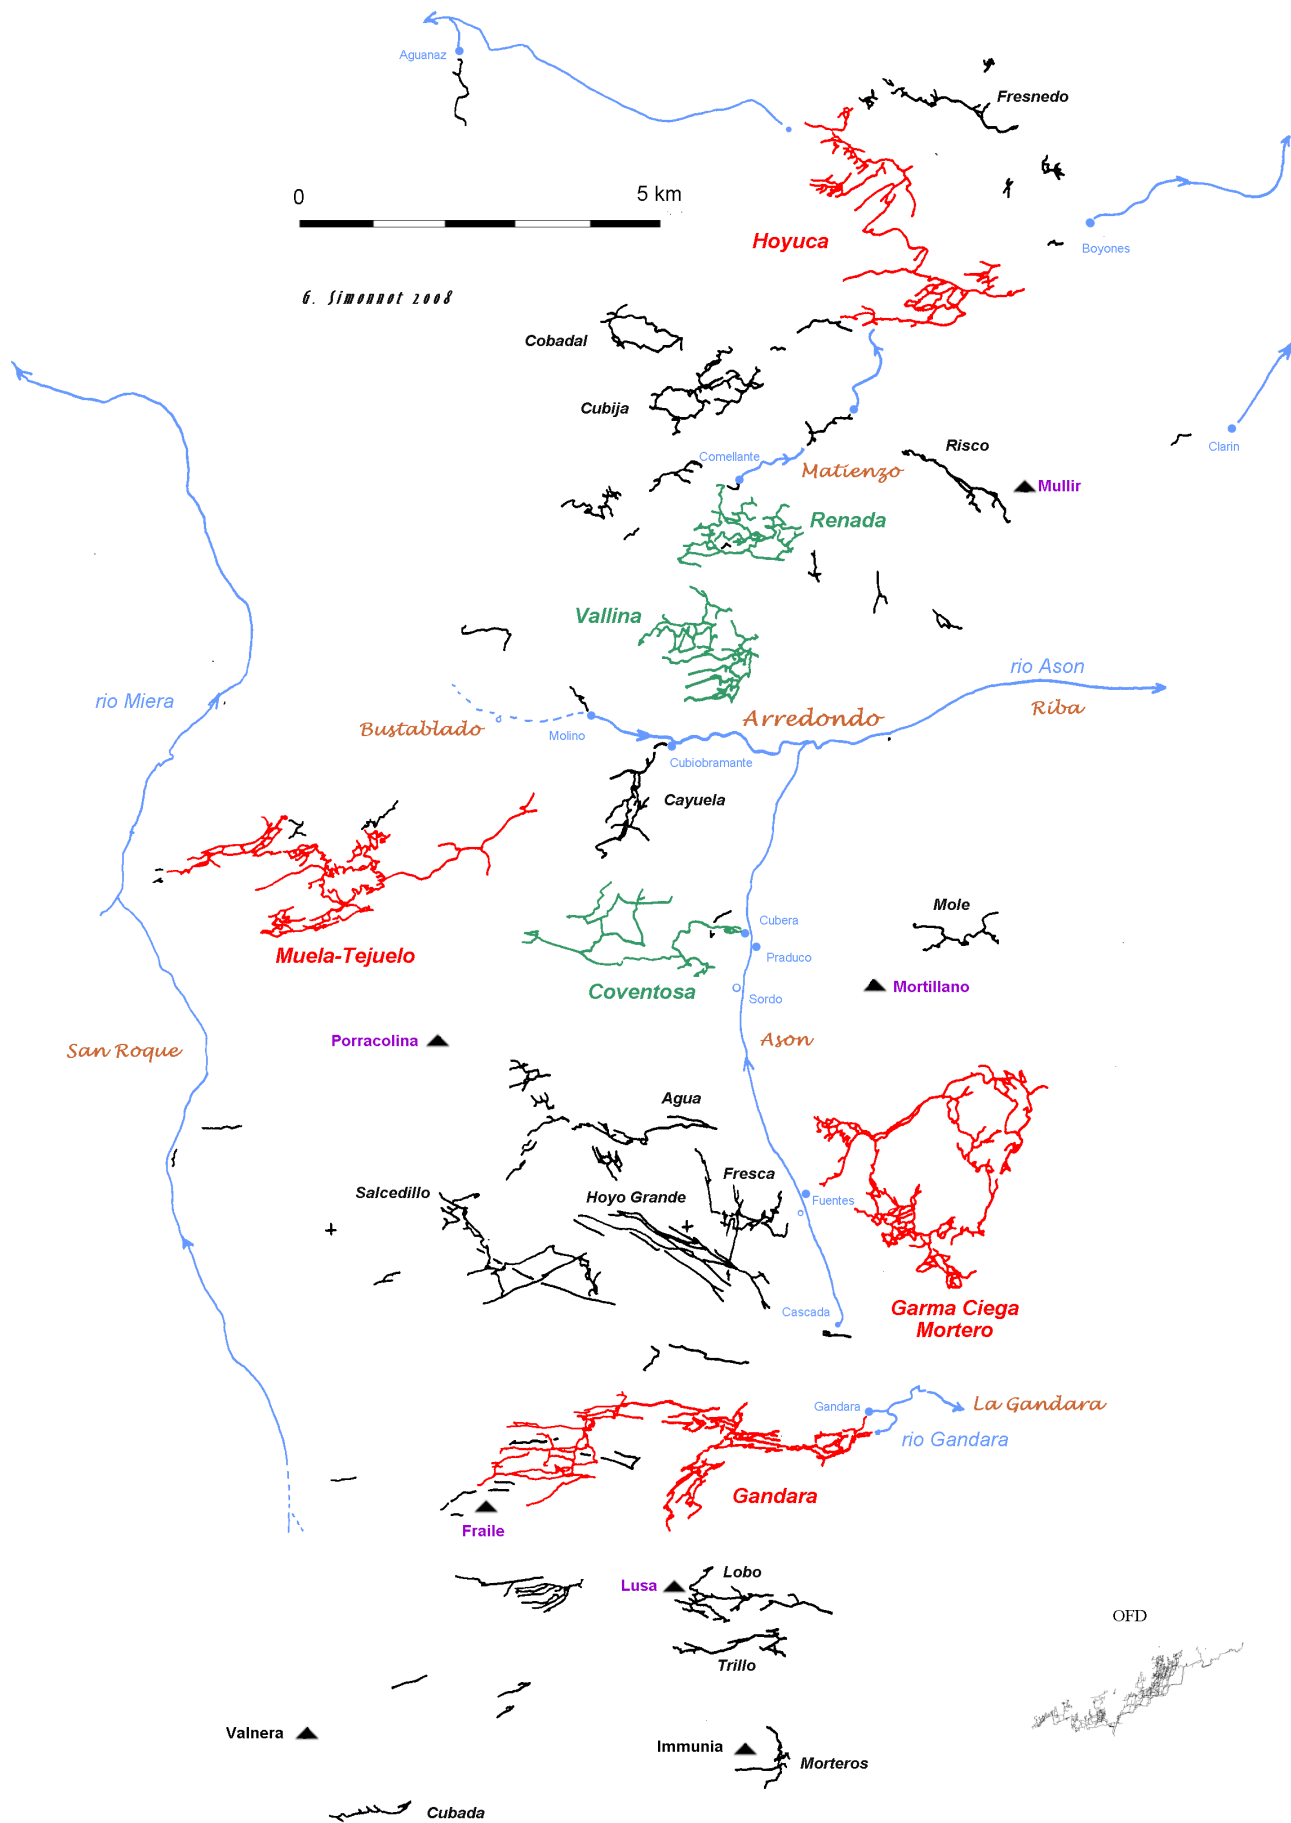 Aguanaz
Fresnedo
0
5 km
Hoyuca
Boyones
G. Simonnot 2008
Cobadal
Cubija
Clarin
Risco
Comellante
Matienzo
Mullir
Renada
Vallina
rio Ason
rio Miera
Riba
Bustablado
Arredondo
Molino
Cubiobramante
Cayuela
Mole
Cubera
Muela-Tejuelo
Praduco
Coventosa
Mortillano
Sordo
Porracolina
Ason
San Roque
Agua
Fresca
Salcedillo
Hoyo Grande
Fuentes
Cascada
Garma Ciega
Mortero
Gandara
La Gandara
rio Gandara
Gandara
Fraile
Lobo
Lusa
OFD
Trillo
Valnera
Immunia
Morteros
Cubada